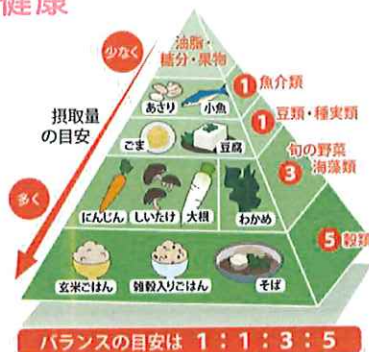 健康
少なく
油脂・
糖分・果物
1 魚介類
あさり
小魚
摂取量
の目安
1 豆類・種実類
ごま
豆腐
旬の野菜
海藻類
3
多く
にんじん
しいたけ
大根
わかめ
5 穀類
玄米ごはん
雑穀入りごはん
そば
バランスの目安は 1:1:3:5